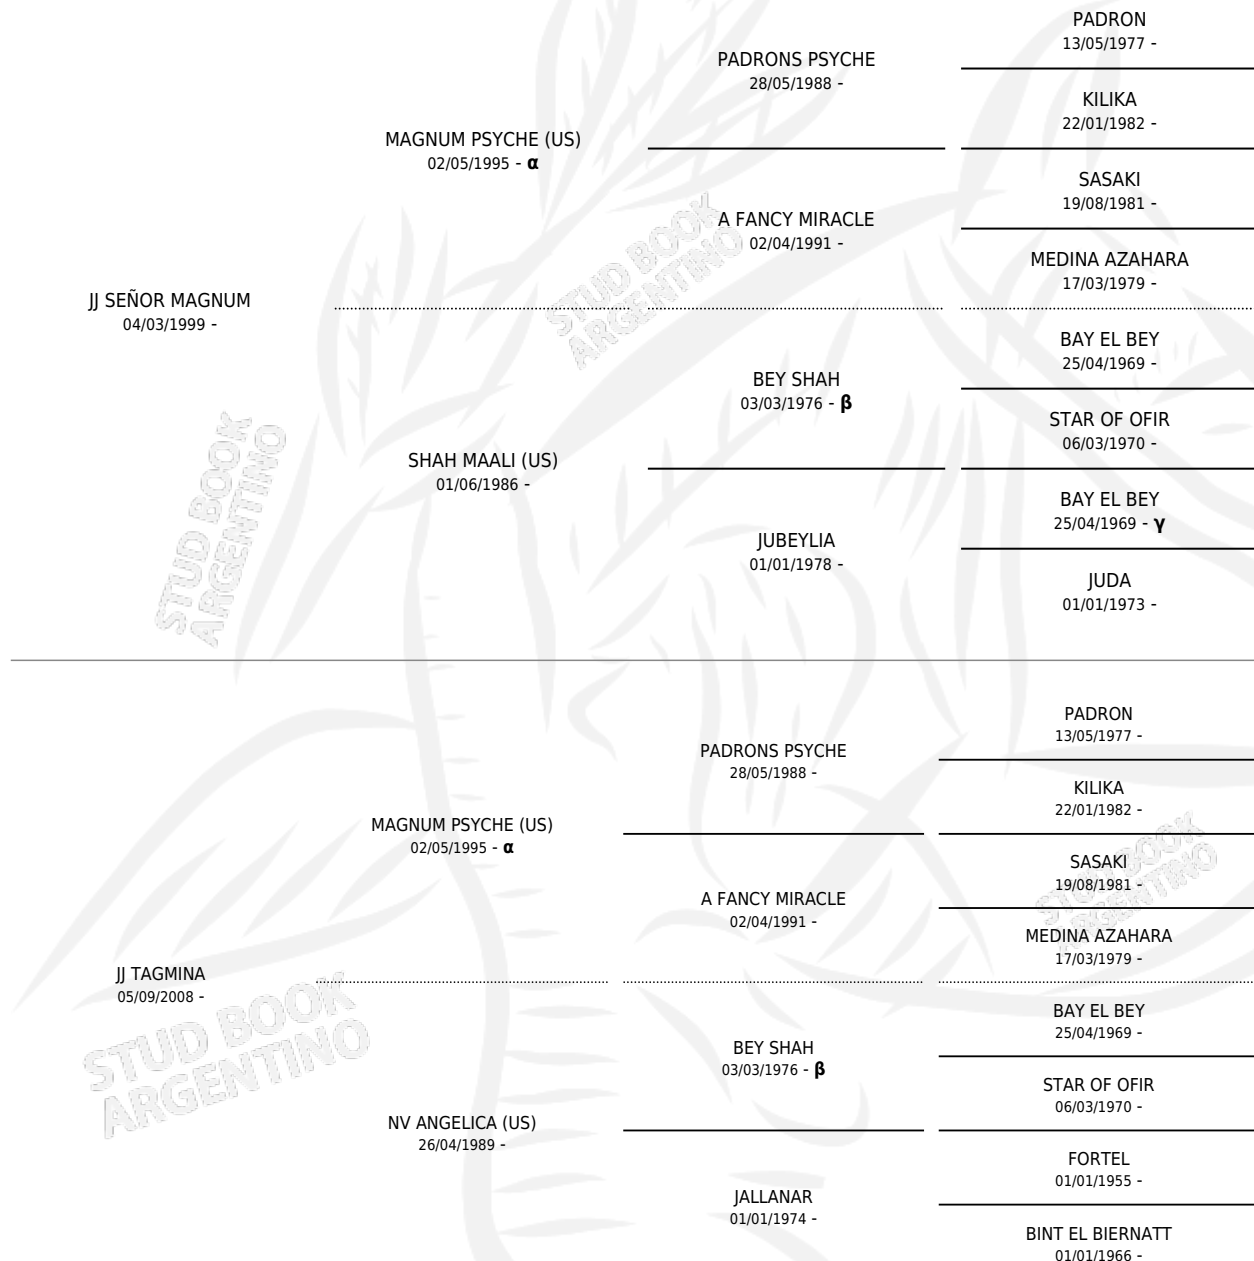 PADRON
13/05/1977 -
PADRONS PSYCHE
28/05/1988 -
KILIKA
22/01/1982 -
MAGNUM PSYCHE (US)
02/05/1995 - α
SASAKI
19/08/1981 -
A FANCY MIRACLE
02/04/1991 -
MEDINA AZAHARA
17/03/1979 -
JJ SEÑOR MAGNUM
04/03/1999 -
STUD BOOK
ARGENTINO
BAY EL BEY
25/04/1969 -
BEY SHAH
03/03/1976 - β
STAR OF OFIR
06/03/1970 -
SHAH MAALI (US)
01/06/1986 -
BAY EL BEY
25/04/1969 - γ
JUBEYLIA
01/01/1978 -
JUDA
01/01/1973 -
STUD BOOK
ARGENTINO
PADRON
13/05/1977 -
PADRONS PSYCHE
28/05/1988 -
KILIKA
22/01/1982 -
MAGNUM PSYCHE (US)
02/05/1995 - α
SASAKI
19/08/1981 -
A FANCY MIRACLE
02/04/1991 -
MEDINA AZAHARA
17/03/1979 -
STUD BOOK
ARGENTINO
JJ TAGMINA
05/09/2008 -
BAY EL BEY
25/04/1969 -
BEY SHAH
03/03/1976 - β
STAR OF OFIR
06/03/1970 -
STUD BOOK
ARGENTINO
NV ANGELICA (US)
26/04/1989 -
FORTEL
01/01/1955 -
JALLANAR
01/01/1974 -
BINT EL BIERNATT
01/01/1966 -